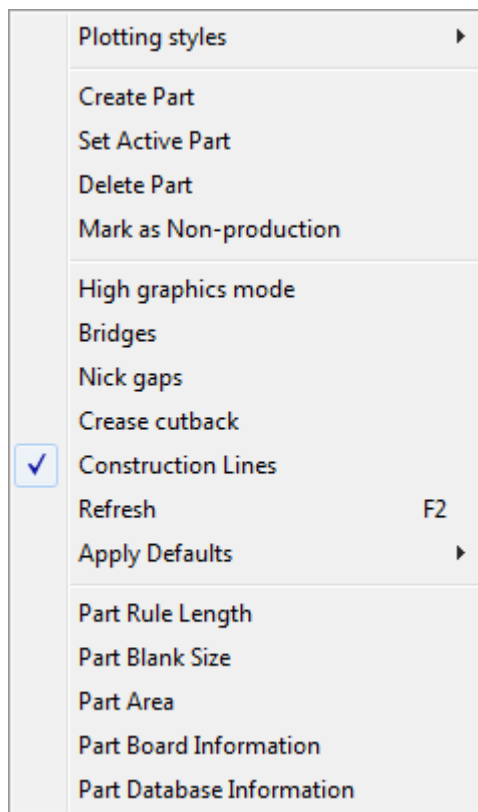 Plotting styles
Create Part
Set Active Part
Delete Part
Mark as Non-production
High graphics mode
Bridges
Nick gaps
Crease cutback
Construction Lines
Refresh F2
Apply Defaults
Part Rule Length
Part Blank Size
Part Area
Part Board Information
Part Database Information